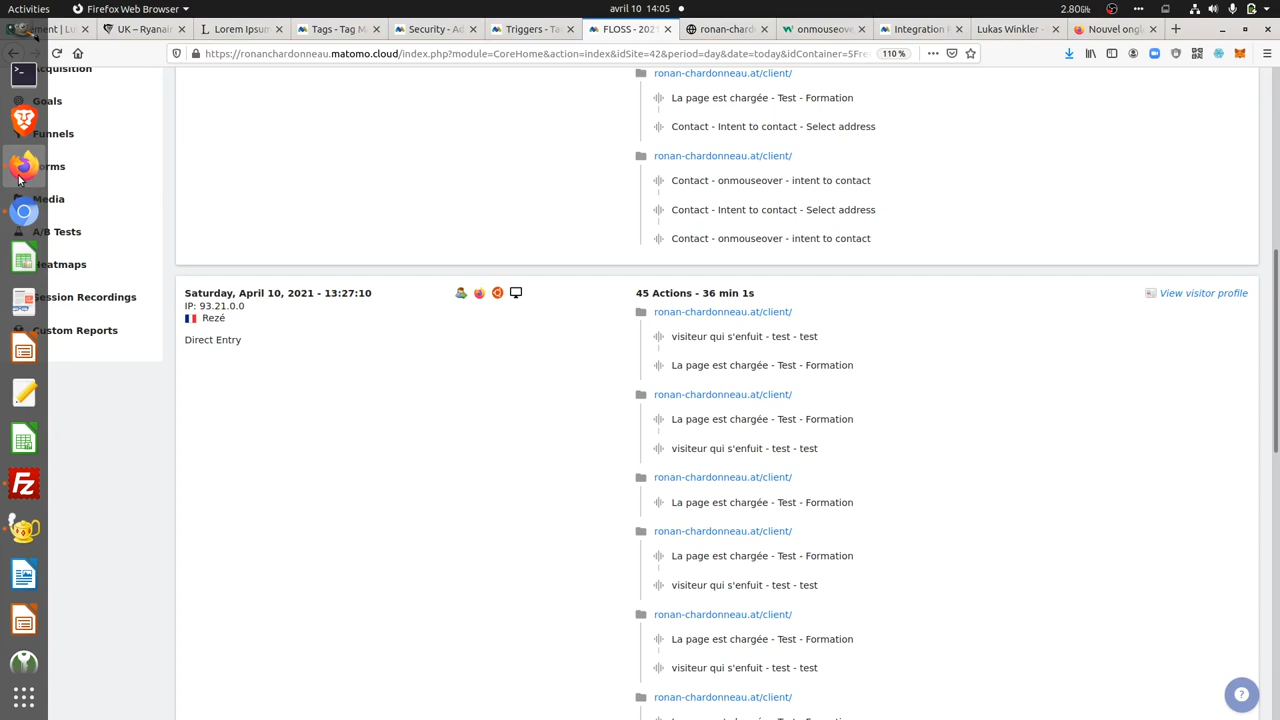 Activities Firefox Web Browser avril 10 14:05 2.80GB
ement | Lu UK – Ryanair Lorem Ipsum Tags - Tag M Security - Ad Triggers - Ta FLOSS - 2021 ronan-chard onmouseove Integration Lukas Winkler - Nouvel ongl
https://ronanchardonneau.matomo.cloud/index.php?module=CoreHome&action=index&idSite=42&period=day&date=today&idContainer=5Fre 110 %
cquisition
Goals
Funnels
orms
Media
A/B Tests
Heatmaps
Session Recordings
Custom Reports
ronan-chardonneau.at/client/
La page est chargée - Test - Formation
Contact - Intent to contact - Select address
ronan-chardonneau.at/client/
Contact - onmouseover - intent to contact
Contact - Intent to contact - Select address
Contact - onmouseover - intent to contact
Saturday, April 10, 2021 - 13:27:10
IP: 93.21.0.0
Rezé
Direct Entry
45 Actions - 36 min 1s
View visitor profile
ronan-chardonneau.at/client/
visiteur qui s'enfuit - test - test
La page est chargée - Test - Formation
ronan-chardonneau.at/client/
La page est chargée - Test - Formation
visiteur qui s'enfuit - test - test
ronan-chardonneau.at/client/
La page est chargée - Test - Formation
ronan-chardonneau.at/client/
La page est chargée - Test - Formation
visiteur qui s'enfuit - test - test
ronan-chardonneau.at/client/
La page est chargée - Test - Formation
visiteur qui s'enfuit - test - test
ronan-chardonneau.at/client/